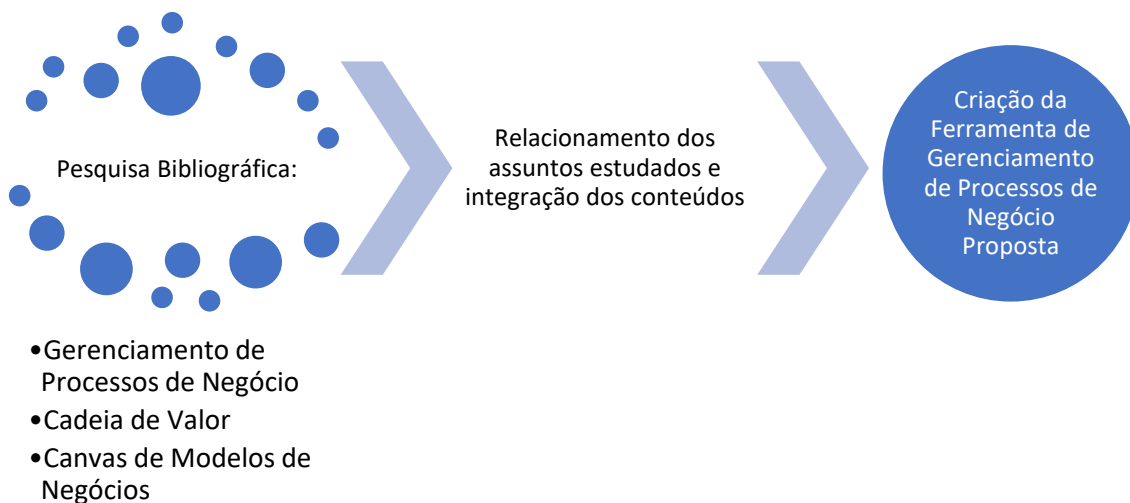 Pesquisa Bibliográfica:
•Gerenciamento de
Processos de Negócio
•Cadeia de Valor
•Canvas de Modelos de
Negócios
Relacionamento dos
assuntos estudados e
integração dos conteúdos
Criação da
Ferramenta de
Gerenciamento
de Processos de
Negócio
Proposta